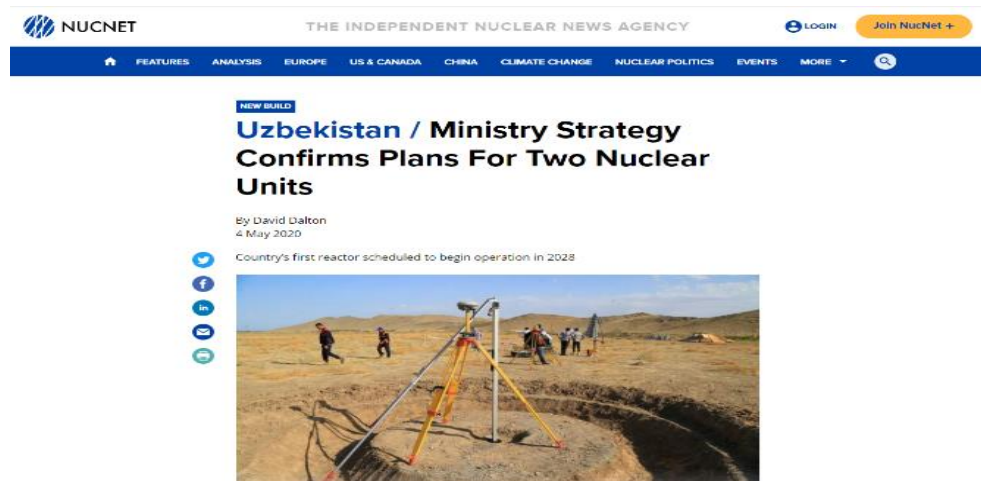 NUCNET
THE INDEPENDENT NUCLEAR NEWS AGENCY
LOGIN
Join NucNet +
FEATURES
ANALYSIS
EUROPE
US & CANADA
CHINA
CLIMATE CHANGE
NUCLEAR POLITICS
EVENTS
MORE
NEW BUILD
Uzbekistan / Ministry Strategy
Confirms Plans For Two Nuclear
Units
By David Dalton
4 May 2020
Country's first reactor scheduled to begin operation in 2028